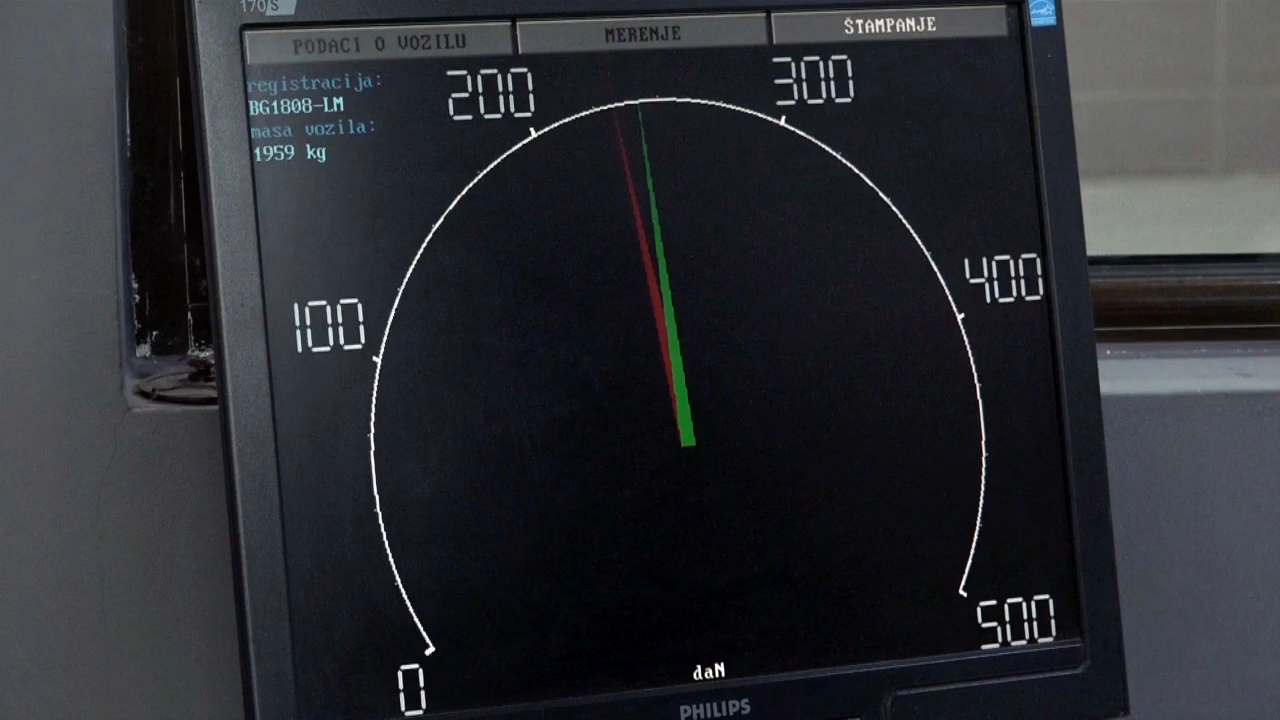 170S
PODACI O VOZILU
MERENJE
ŠTAMPANJE
registracija:
BG1808-LM
masa vozila:
1959 kg
200
300
100
400
0
500
daN
PHILIPS